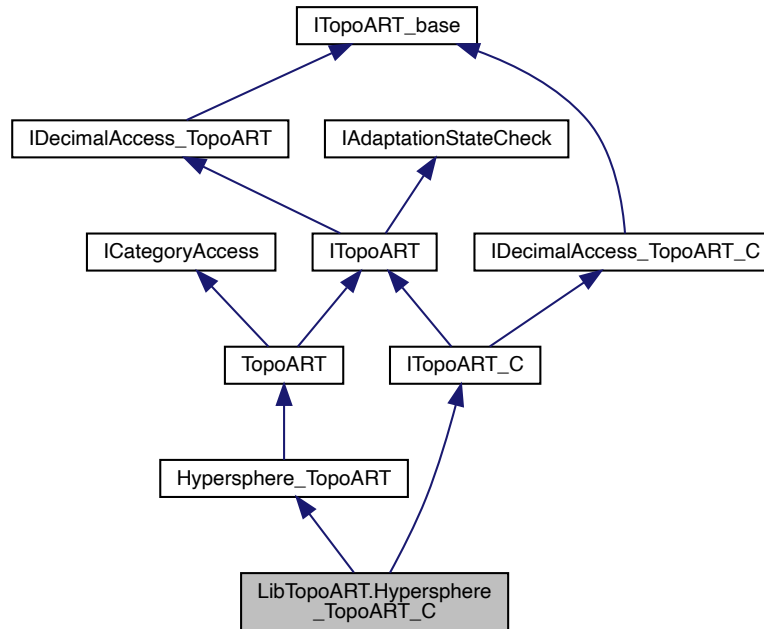 ITopoART_base
IDecimalAccess_TopoART
IAdaptationStateCheck
ICategoryAccess
ITopoART
IDecimalAccess_TopoART_C
TopoART
ITopoART_C
Hypersphere_TopoART
LibTopoART.Hypersphere
_TopoART_C